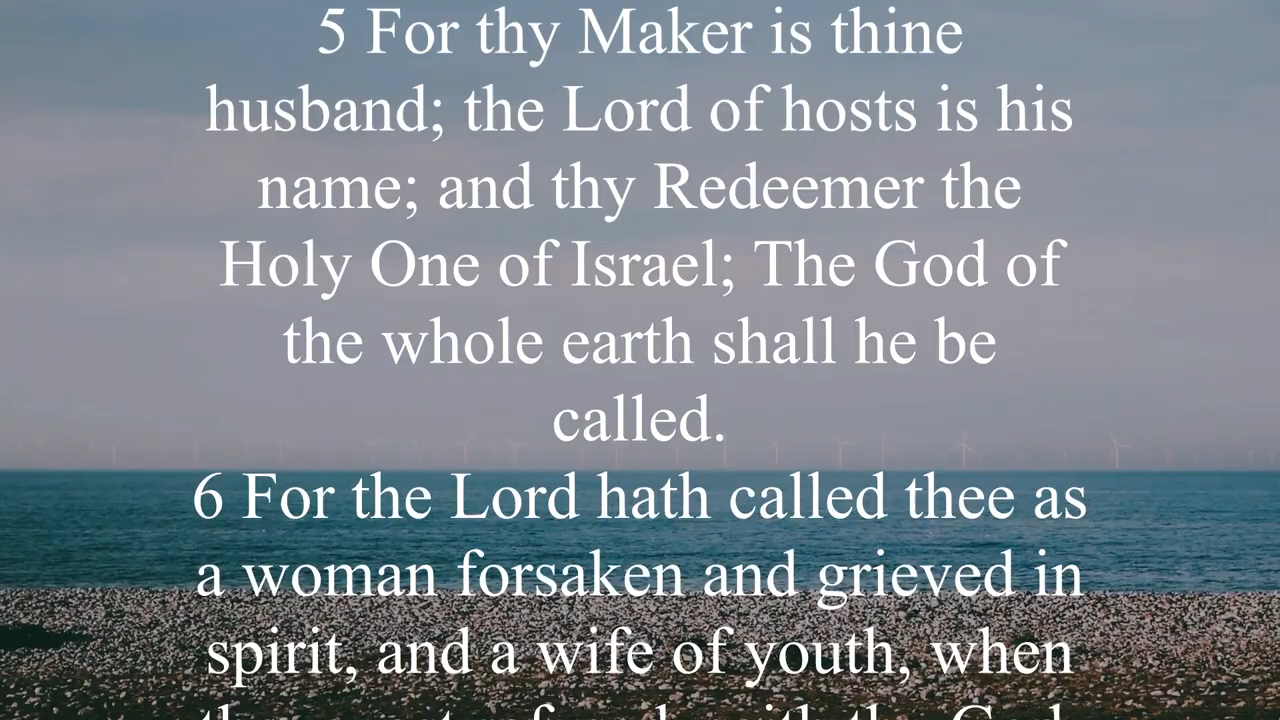 5 For thy Maker is thine
husband; the Lord of hosts is his
name; and thy Redeemer the
Holy One of Israel; The God of
the whole earth shall he be
called.
6 For the Lord hath called thee as
a woman forsaken and grieved in
spirit, and a wife of youth, when